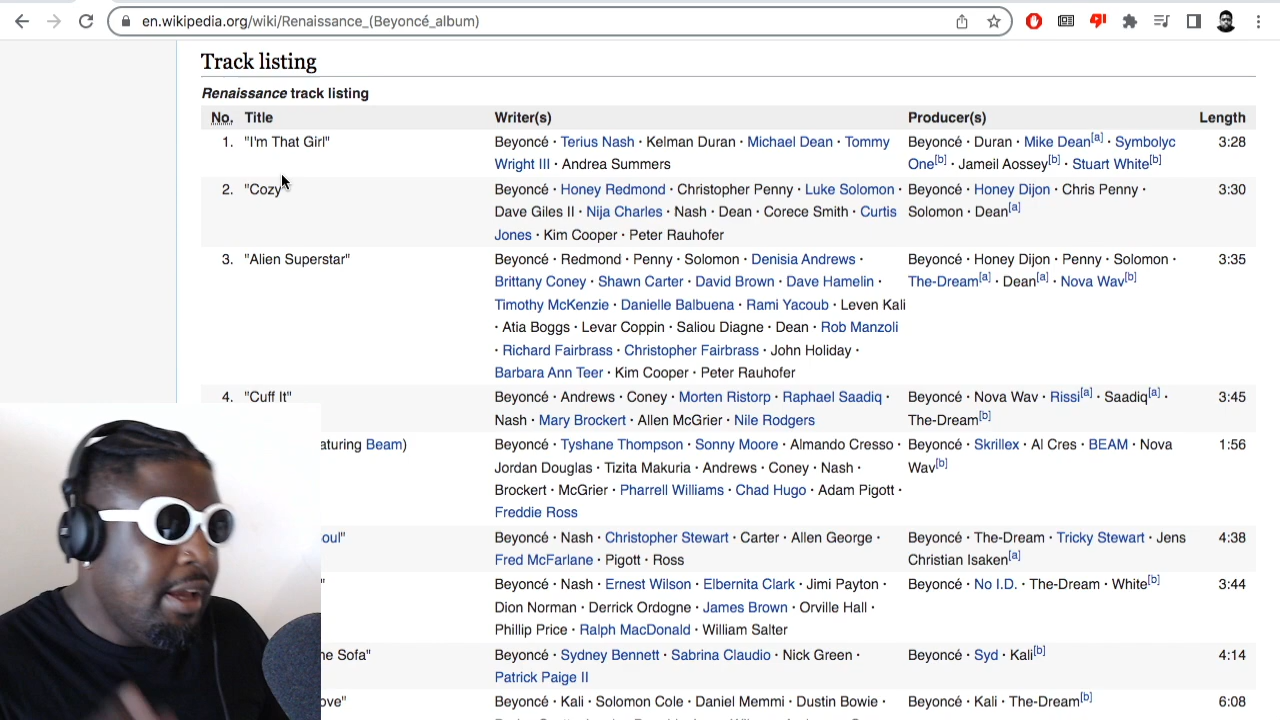 en.wikipedia.org/wiki/Renaissance_(Beyoncé_album)
Track listing
Renaissance track listing
No. Title Writer(s) Producer(s) Length
1. "I'm That Girl" Beyoncé · Terius Nash · Kelman Duran · Michael Dean · Tommy Beyoncé · Duran · Mike Dean[a] · Symbolyc 3:28
Wright III · Andrea Summers One[b] · Jameil Aossey[b] · Stuart White[b]
2. "Cozy" Beyoncé · Honey Redmond · Christopher Penny · Luke Solomon · Beyoncé · Honey Dijon · Chris Penny · 3:30
Dave Giles II · Nija Charles · Nash · Dean · Corece Smith · Curtis Solomon · Dean[a]
Jones · Kim Cooper · Peter Rauhofer
3. "Alien Superstar" Beyoncé · Redmond · Penny · Solomon · Denisia Andrews · Beyoncé · Honey Dijon · Penny · Solomon · 3:35
Brittany Coney · Shawn Carter · David Brown · Dave Hamelin · The-Dream[a] · Dean[a] · Nova Wav[b]
Timothy McKenzie · Danielle Balbuena · Rami Yacoub · Leven Kali
· Atia Boggs · Levar Coppin · Saliou Diagne · Dean · Rob Manzoli
· Richard Fairbrass · Christopher Fairbrass · John Holiday ·
Barbara Ann Teer · Kim Cooper · Peter Rauhofer
4. "Cuff It" Beyoncé · Andrews · Coney · Morten Ristorp · Raphael Saadiq · Beyoncé · Nova Wav · Rissi[a] · Saadiq[a] · 3:45
Nash · Mary Brockert · Allen McGrier · Nile Rodgers The-Dream[b]
aturing Beam) Beyoncé · Tyshane Thompson · Sonny Moore · Almando Cresso · Beyoncé · Skrillex · Al Cres · BEAM · Nova 1:56
Jordan Douglas · Tizita Makuria · Andrews · Coney · Nash · Wav[b]
Brockert · McGrier · Pharrell Williams · Chad Hugo · Adam Pigott ·
Freddie Ross
oul" Beyoncé · Nash · Christopher Stewart · Carter · Allen George · Beyoncé · The-Dream · Tricky Stewart · Jens 4:38
Fred McFarlane · Pigott · Ross Christian Isaken[a]
" Beyoncé · Nash · Ernest Wilson · Elbernita Clark · Jimi Payton · Beyoncé · No I.D. · The-Dream · White[b] 3:44
Dion Norman · Derrick Ordogne · James Brown · Orville Hall ·
Phillip Price · Ralph MacDonald · William Salter
ne Sofa" Beyoncé · Sydney Bennett · Sabrina Claudio · Nick Green · Beyoncé · Syd · Kali[b] 4:14
Patrick Paige II
ove" Beyoncé · Kali · Solomon Cole · Daniel Memmi · Dustin Bowie · Beyoncé · Kali · The-Dream[b] 6:08